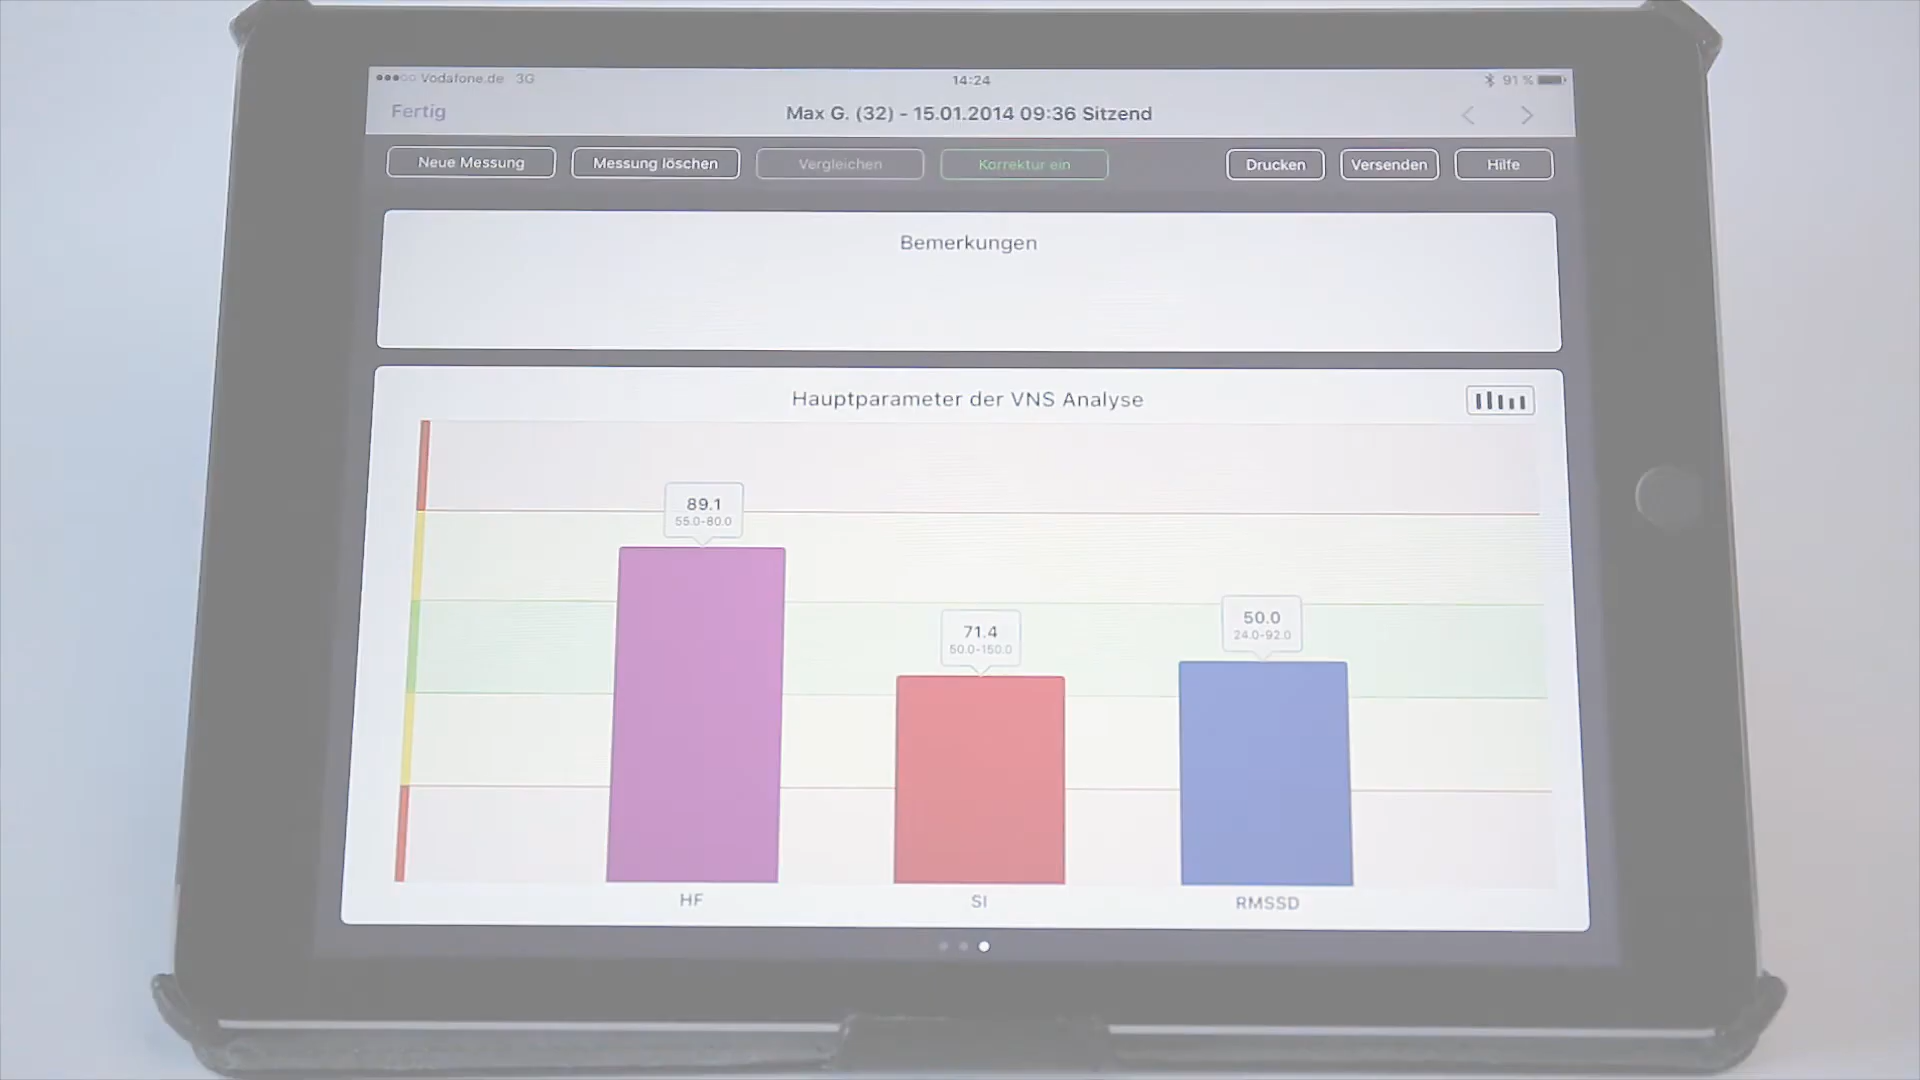 Vodafone.de 3G 14:24 91 %
Fertig Max G. (32) - 15.01.2014 09:36 Sitzend
Neue Messung Messung löschen Vergleichen Korrektur ein Drucken Versenden Hilfe
Bemerkungen
Hauptparameter der VNS Analyse
89.1
55.0-80.0
71.4
50.0-150.0
50.0
24.0-92.0
HF SI RMSSD